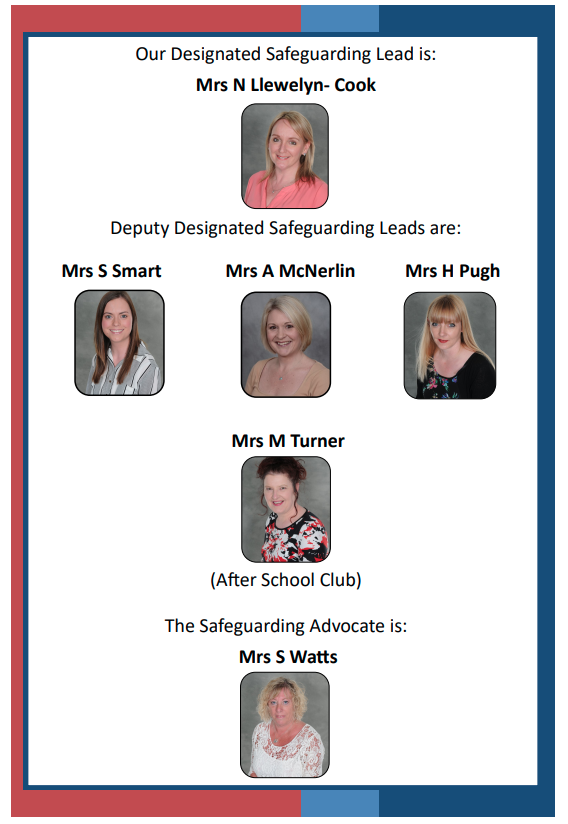 Our Designated Safeguarding Lead is:
Mrs N Llewelyn- Cook
Deputy Designated Safeguarding Leads are:
Mrs S Smart Mrs A McNerlin Mrs H Pugh
Mrs M Turner
(After School Club)
The Safeguarding Advocate is:
Mrs S Watts